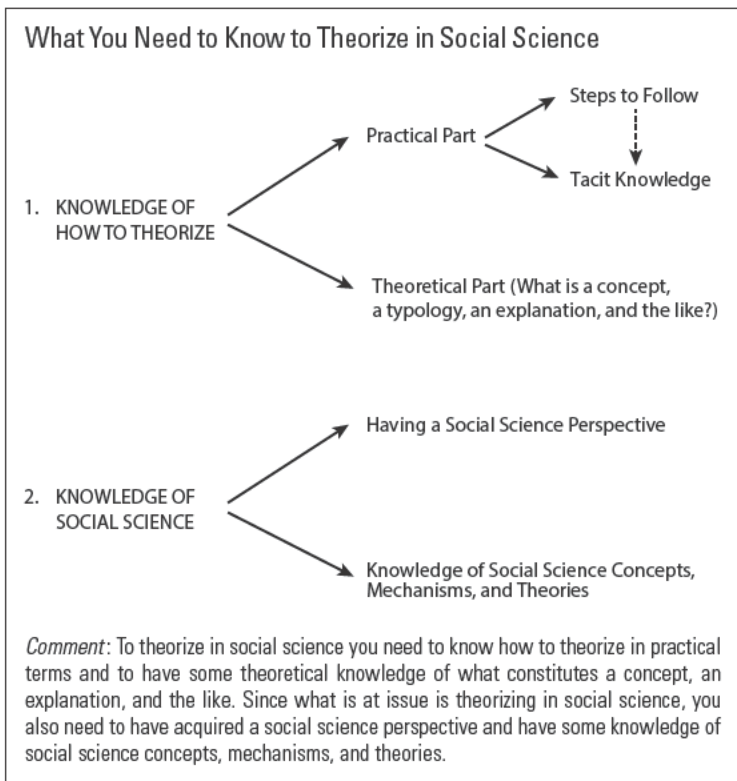 What You Need to Know to Theorize in Social Science
Steps to Follow
Practical Part
Tacit Knowledge
1. KNOWLEDGE OF
HOW TO THEORIZE
Theoretical Part (What is a concept,
a typology, an explanation, and the like?)
Having a Social Science Perspective
2. KNOWLEDGE OF
SOCIAL SCIENCE
Knowledge of Social Science Concepts,
Mechanisms, and Theories
Comment: To theorize in social science you need to know how to theorize in practical
terms and to have some theoretical knowledge of what constitutes a concept, an
explanation, and the like. Since what is at issue is theorizing in social science, you
also need to have acquired a social science perspective and have some knowledge of
social science concepts, mechanisms, and theories.